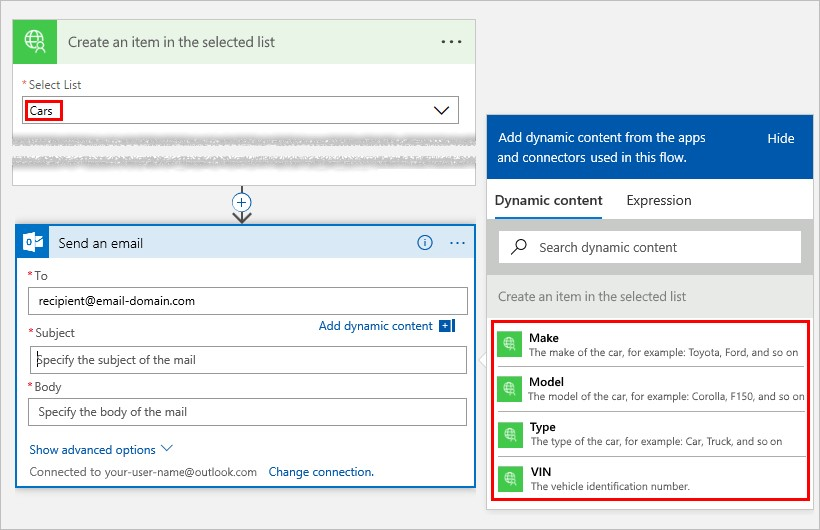 Create an item in the selected list
* Select List
Cars
Send an email
* To
recipient@email-domain.com
Add dynamic content
* Subject
Specify the subject of the mail
* Body
Specify the body of the mail
Show advanced options
Connected to your-user-name@outlook.com Change connection.
Add dynamic content from the apps
and connectors used in this flow.
Hide
Dynamic content Expression
Search dynamic content
Create an item in the selected list
Make
The make of the car, for example: Toyota, Ford, and so on
Model
The model of the car, for example: Corolla, F150, and so on
Type
The type of the car, for example: Car, Truck, and so on
VIN
The vehicle identification number.